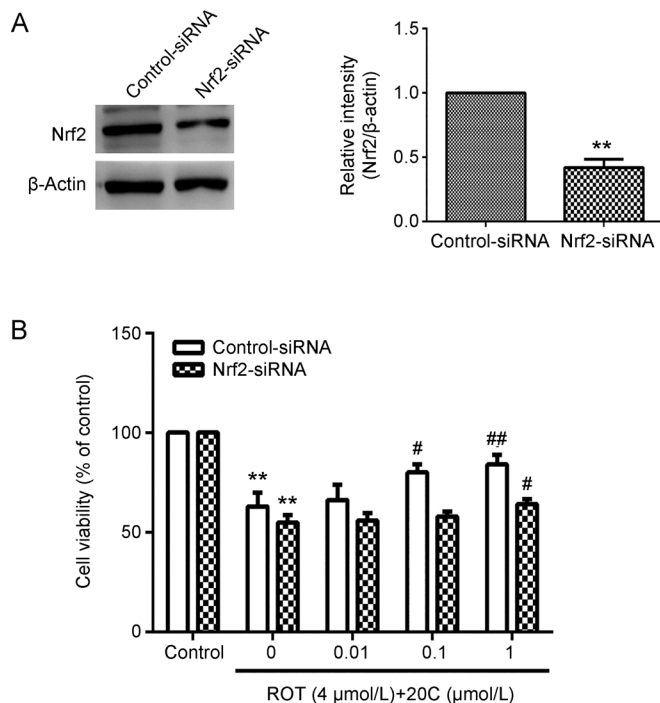 A
Control-siRNA
Nrf2-siRNA
Nrf2
β-Actin
Relative intensity
(Nrf2/β-actin)
1.0
0.5
0.0
**
Control-siRNA
Nrf2-siRNA
B
Cell viability (% of control)
150
100
50
0
Control-siRNA
Nrf2-siRNA
**
**
#
##
#
Control
0
0.01
0.1
1
ROT (4 μmol/L)+20C (μmol/L)